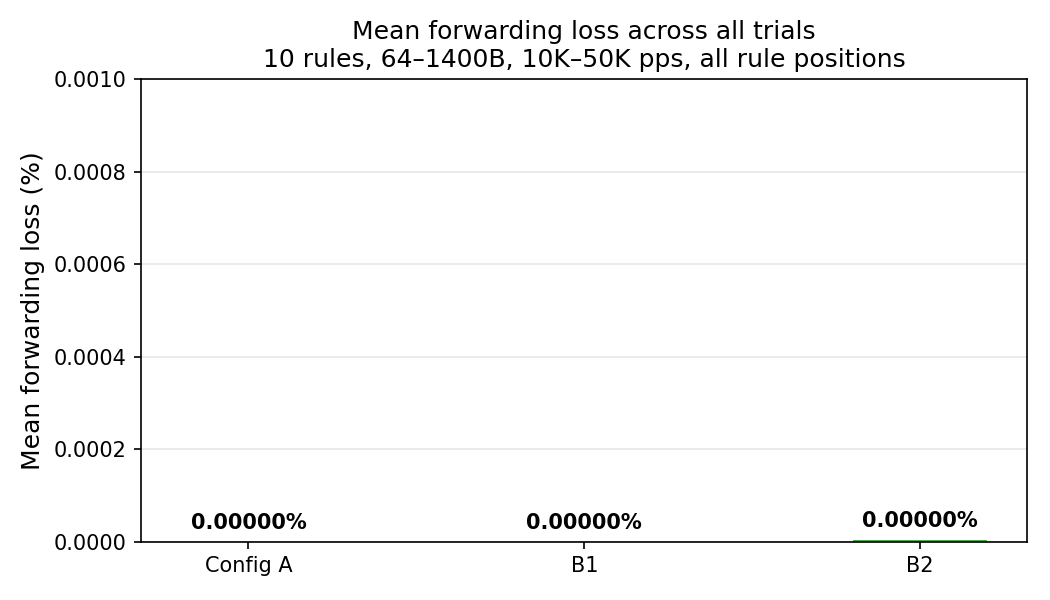 Mean forwarding loss across all trials
10 rules, 64–1400B, 10K–50K pps, all rule positions
Mean forwarding loss (%)
0.0010
0.0008
0.0006
0.0004
0.0002
0.0000
0.00000%
0.00000%
0.00000%
Config A
B1
B2